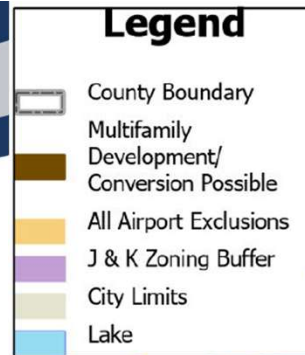 Legend
County Boundary
Multifamily
Development/
Conversion Possible
All Airport Exclusions
J & K Zoning Buffer
City Limits
Lake